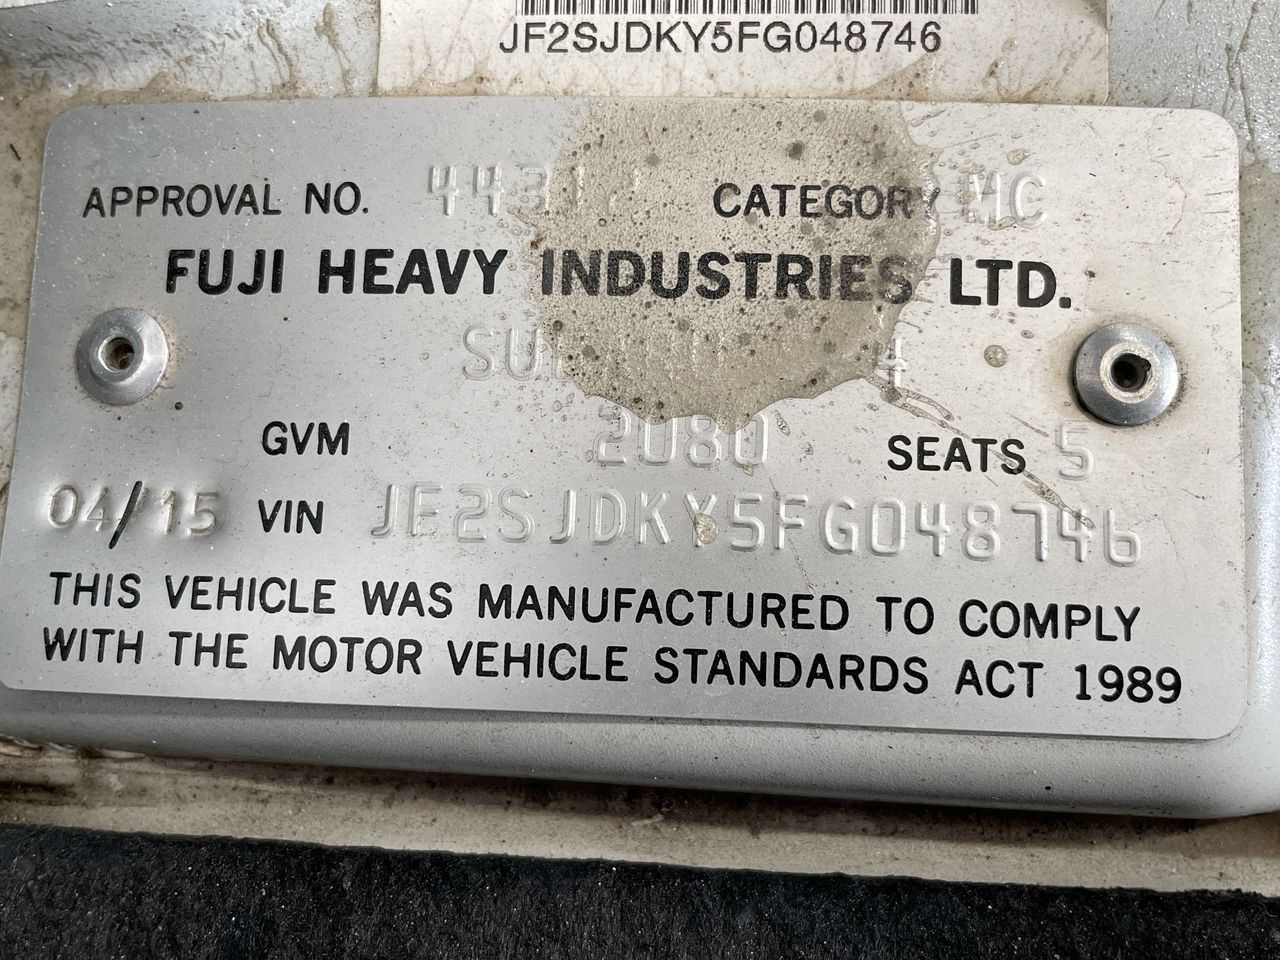 JF2SJDKY5FG048746
APPROVAL NO. CATEGORY MC
FUJI HEAVY INDUSTRIES LTD.
GVM 2080 SEATS 5
04/15 VIN JF2SJDKY5FG048746
THIS VEHICLE WAS MANUFACTURED TO COMPLY
WITH THE MOTOR VEHICLE STANDARDS ACT 1989